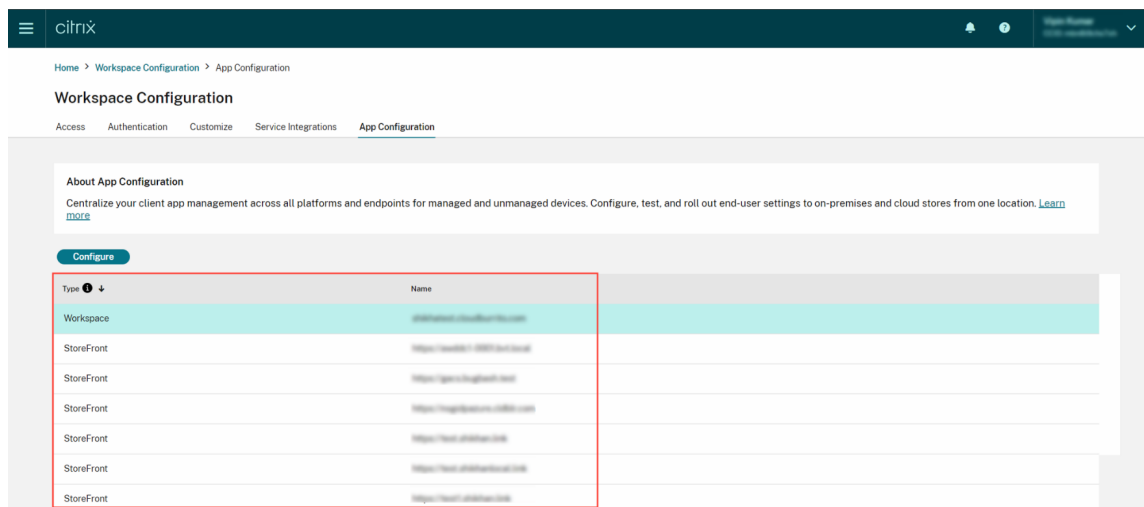 citrix
Home > Workspace Configuration > App Configuration
Workspace Configuration
Access Authentication Customize Service Integrations App Configuration
About App Configuration
Centralize your client app management across all platforms and endpoints for managed and unmanaged devices. Configure, test, and roll out end-user settings to on-premises and cloud stores from one location. Learn
more
Configure
Type Name
Workspace
StoreFront
StoreFront
StoreFront
StoreFront
StoreFront
StoreFront